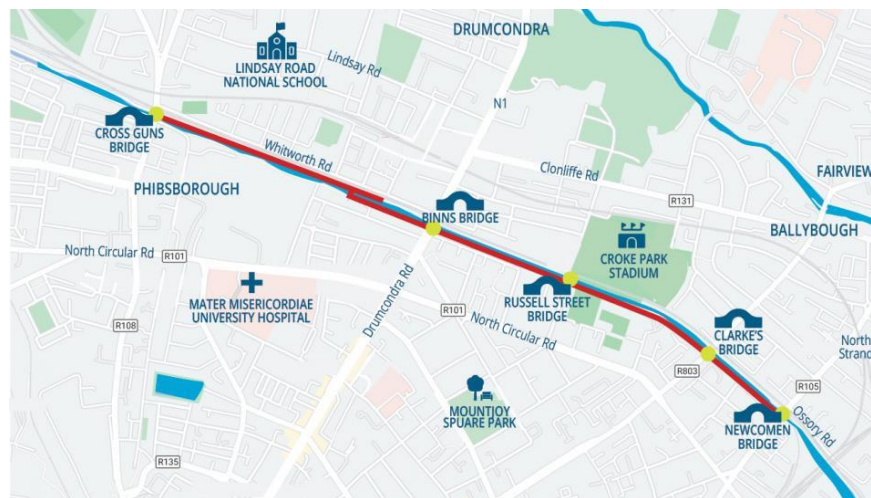 DRUMCONDRA
LINDSAY ROAD
NATIONAL SCHOOL
Lindsay Rd
N1
CROSS GUNS
BRIDGE
Whitworth Rd
Clonliffe Rd
FAIRVIEW
PHIBSBOROUGH
R131
BINNS BRIDGE
BALLYBOUGH
North Circular Rd
R101
CROKE PARK
STADIUM
MATER MISRICORDIAE
UNIVERSITY HOSPITAL
Drumcondra Rd
RUSSELL STREET
BRIDGE
R101
North Circular Rd
R108
CLARKE'S
BRIDGE
North
Strand
R803
R105
MOUNTJOY
SPUARE PARK
Ossory Rd
NEWCOMEN
BRIDGE
R135